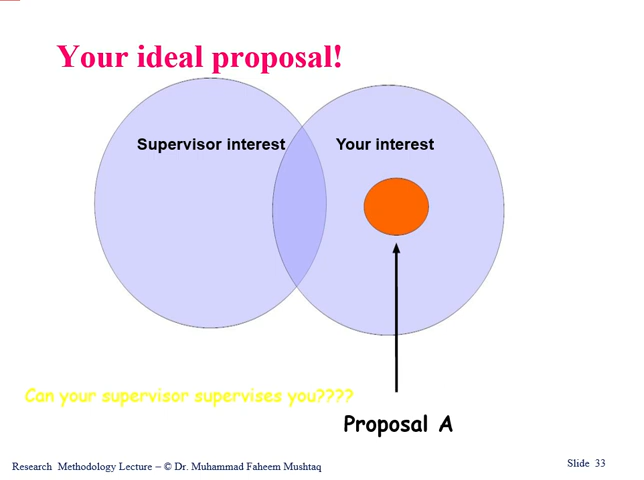 Your ideal proposal!
Supervisor interest
Your interest
Can your supervisor supervises you????
Proposal A
Research Methodology Lecture – © Dr. Muhammad Faheem Mushtaq
Slide 33